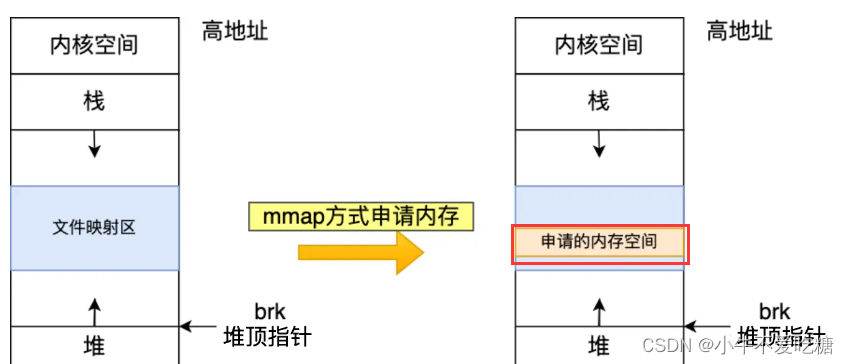 内核空间
高地址
栈
文件映射区
brk
堆顶指针
堆
mmap方式申请内存
内核空间
高地址
栈
申请的内存空间
brk
堆顶指针
堆
CSDN @小牛不爱吃糖